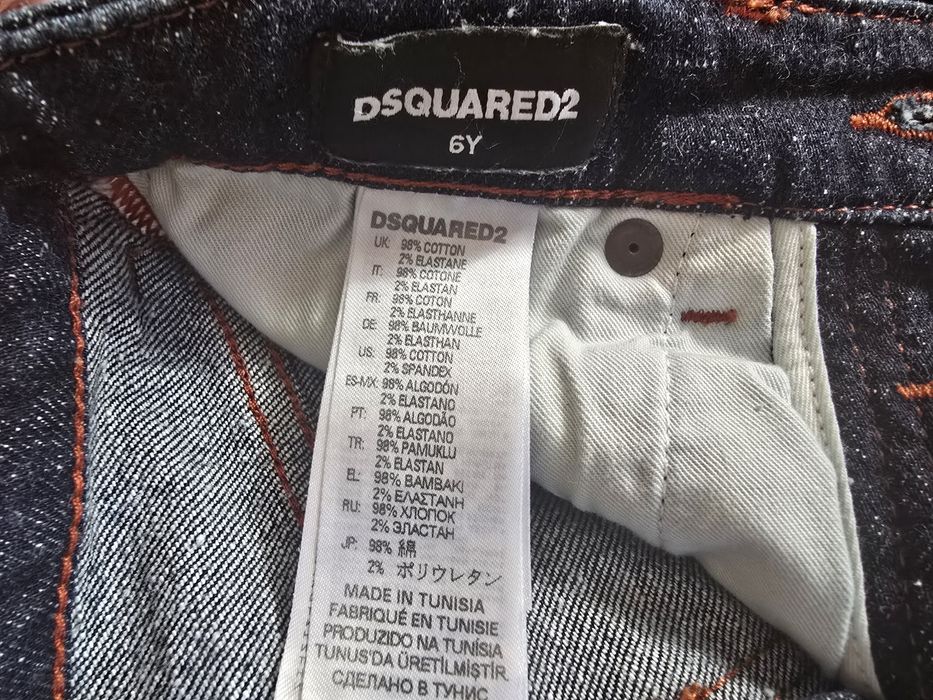 DSQUARED2
6Y
DSQUARED2
UK: 98% COTTON
2% ELASTANE
IT: 98% COTONE
2% ELASTAN
FR: 98% COTON
2% ELASTHANNE
DE: 98% BAUMWOLLE
2% ELASTHAN
US: 98% COTTON
2% SPANDEX
ES-MX: 98% ALGODÓN
2% ELASTANO
PT: 98% ALGODÃO
2% ELASTANO
TR: 98% PAMUKLU
2% ELASTAN
EL: 98% ΒΑΜΒΑΚΙ
2% ΕΛΑΣΤΑΝΗ
RU: 98% ХЛОПОК
2% ЭЛАСТАН
JP: 98% 綿
2% ポリウレタン
MADE IN TUNISIA
FABRIQUÉ EN TUNISIE
PRODUZIDO NA TUNÍSIA
TUNUS'DA ÜRETİLMİŞTİR
СДЕЛАНО В ТУНИС